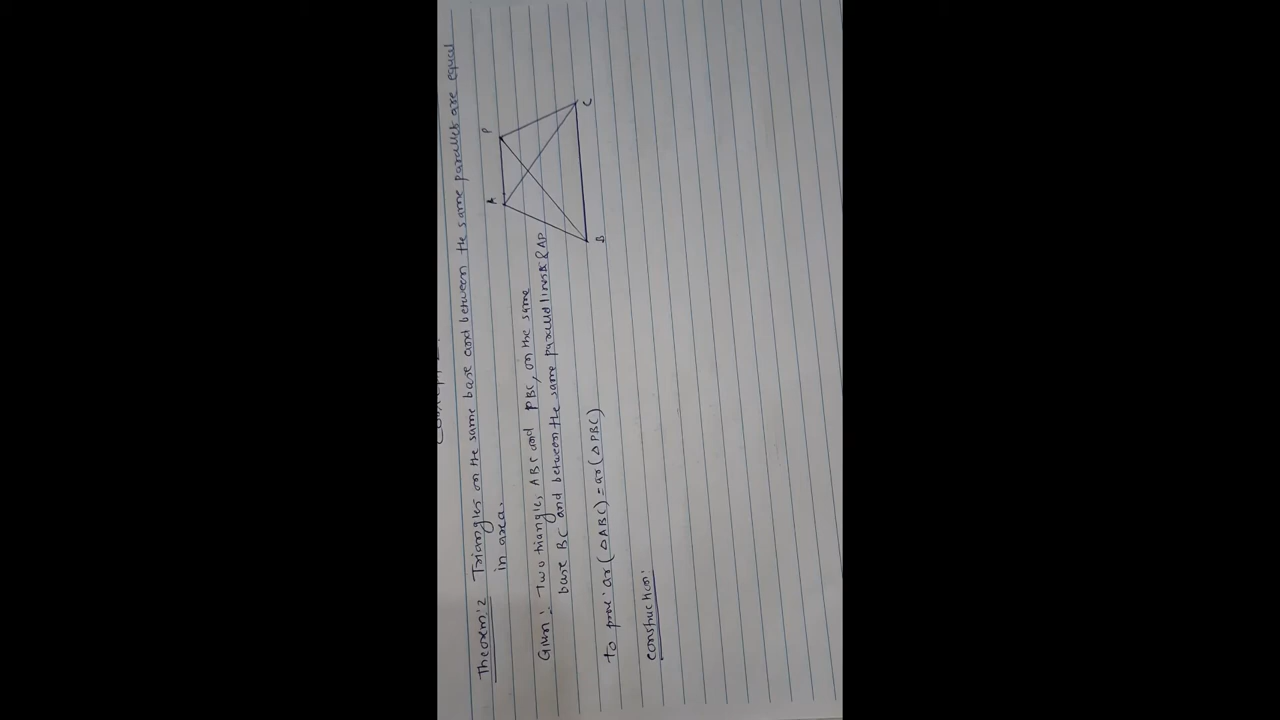 Theorem: 2 Triangles on the same base and between the same parallels are equal
in area.
Given: Two triangles ABC and PBC, on the same
base BC and between the same parallel lines & AP
To prove: ar(△ABC) = ar(△PBC)
construction:
A
P
B
C